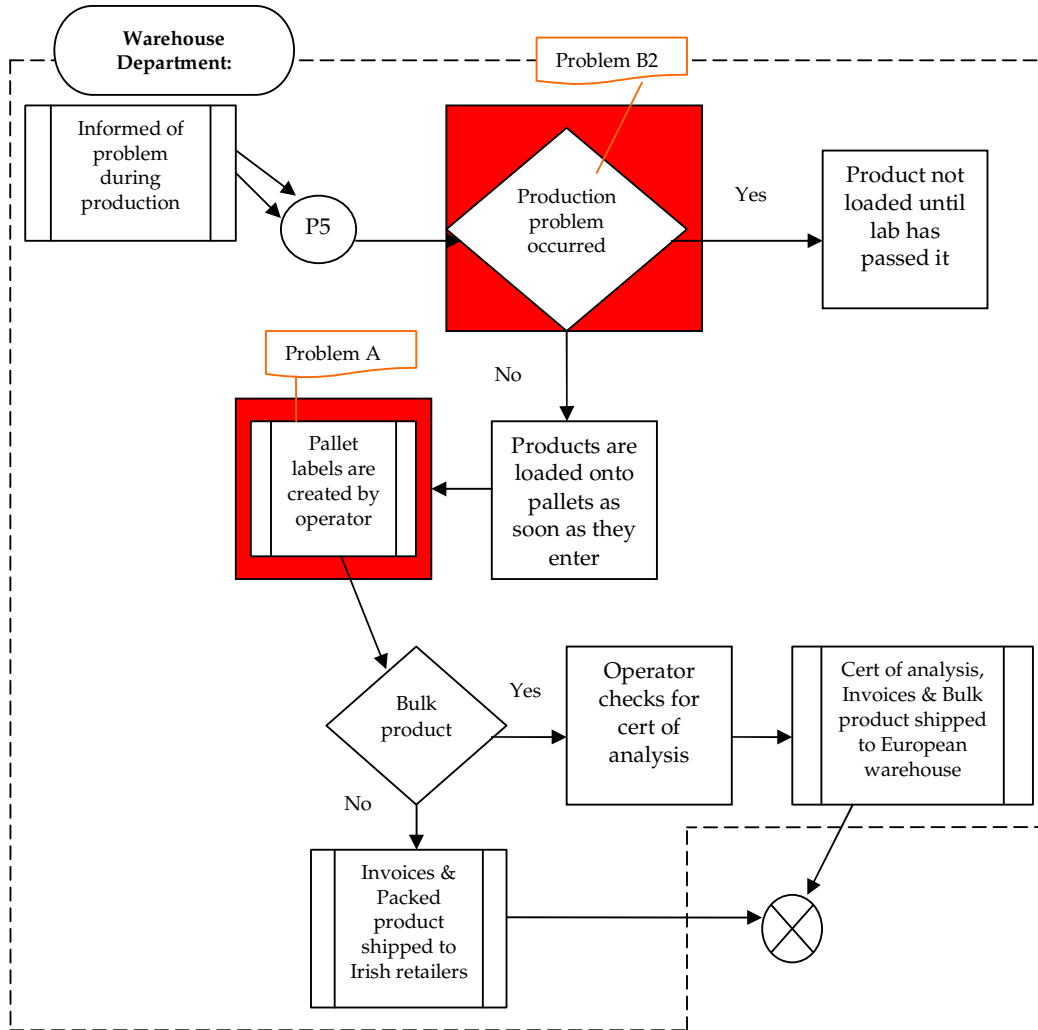 Warehouse
Department:
Problem B2
Informed of
problem
during
production
P5
Production
problem
occurred
Yes
Product not
loaded until
lab has
passed it
Problem A
No
Pallet
labels are
created by
operator
Products are
loaded onto
pallets as
soon as they
enter
Bulk
product
Yes
Operator
checks for
cert of
analysis
Cert of analysis,
Invoices & Bulk
product shipped
to European
warehouse
No
Invoices &
Packed
product
shipped to
Irish retailers